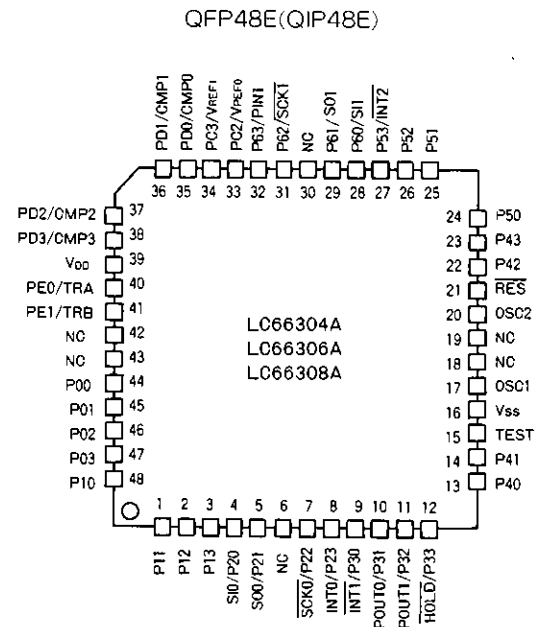 QFP48E(QIP48E)
PD1/CMP1
PD0/CMP0
PC3/VREF1
PC2/VREF0
P63/PIN1
P62/SCK1
NC
P61/SO1
P60/SI1
P53/INT2
P52
P51
36 35 34 33 32 31 30 29 28 27 26 25
PD2/CMP2 37
PD3/CMP3 38
VDD 39
PE0/TRA 40
PE1/TRB 41
NC 42
NC 43
P00 44
P01 45
P02 46
P03 47
P10 48
LC66304A
LC66306A
LC66308A
24 P50
23 P43
22 P42
21 RES
20 OSC2
19 NC
18 NC
17 OSC1
16 Vss
15 TEST
14 P41
13 P40
1 2 3 4 5 6 7 8 9 10 11 12
P11
P12
P13
SI0/P20
SO0/P21
NC
SCK0/P22
INT0/P23
INT1/P30
POUT0/P31
POUT1/P32
HOLD/P33